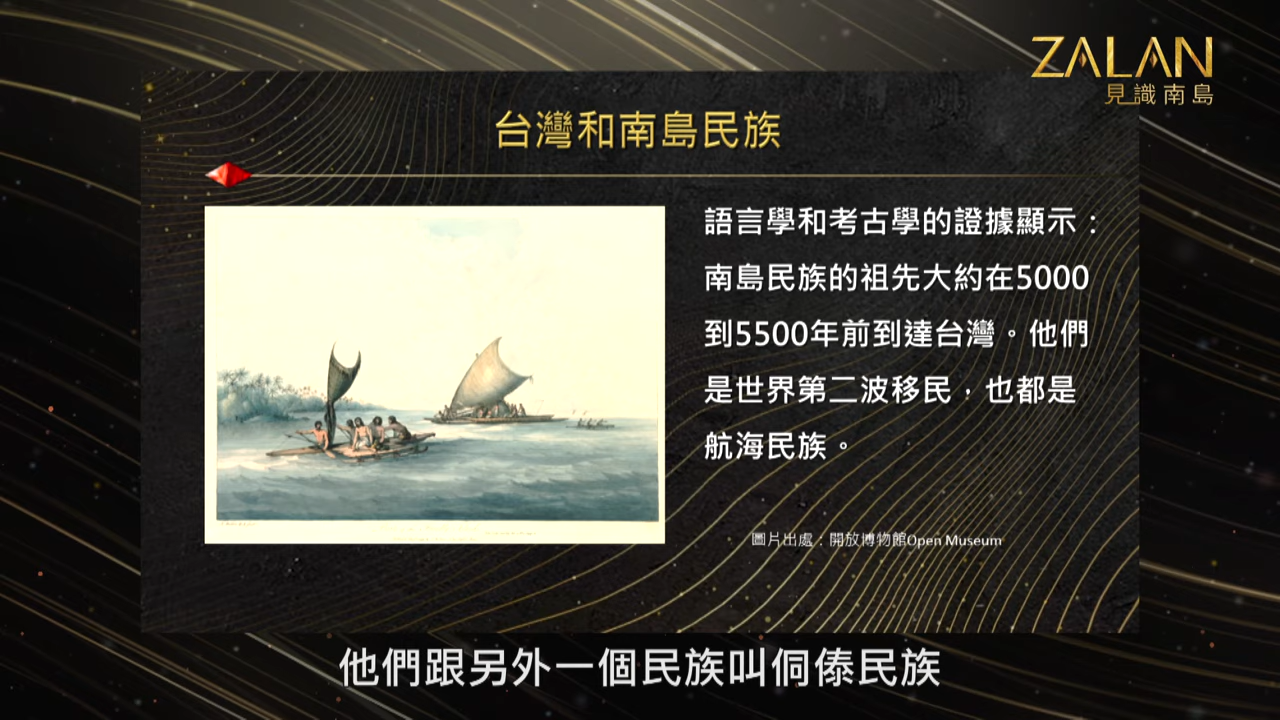 ZALAN
見識南島
台灣和南島民族
語言學和考古學的證據顯示：
南島民族的祖先大約在5000
到5500年前到達台灣。他們
是世界第二波移民，也都是
航海民族。
圖片出處：開放博物館Open Museum
他們跟另外一個民族叫侗傣民族